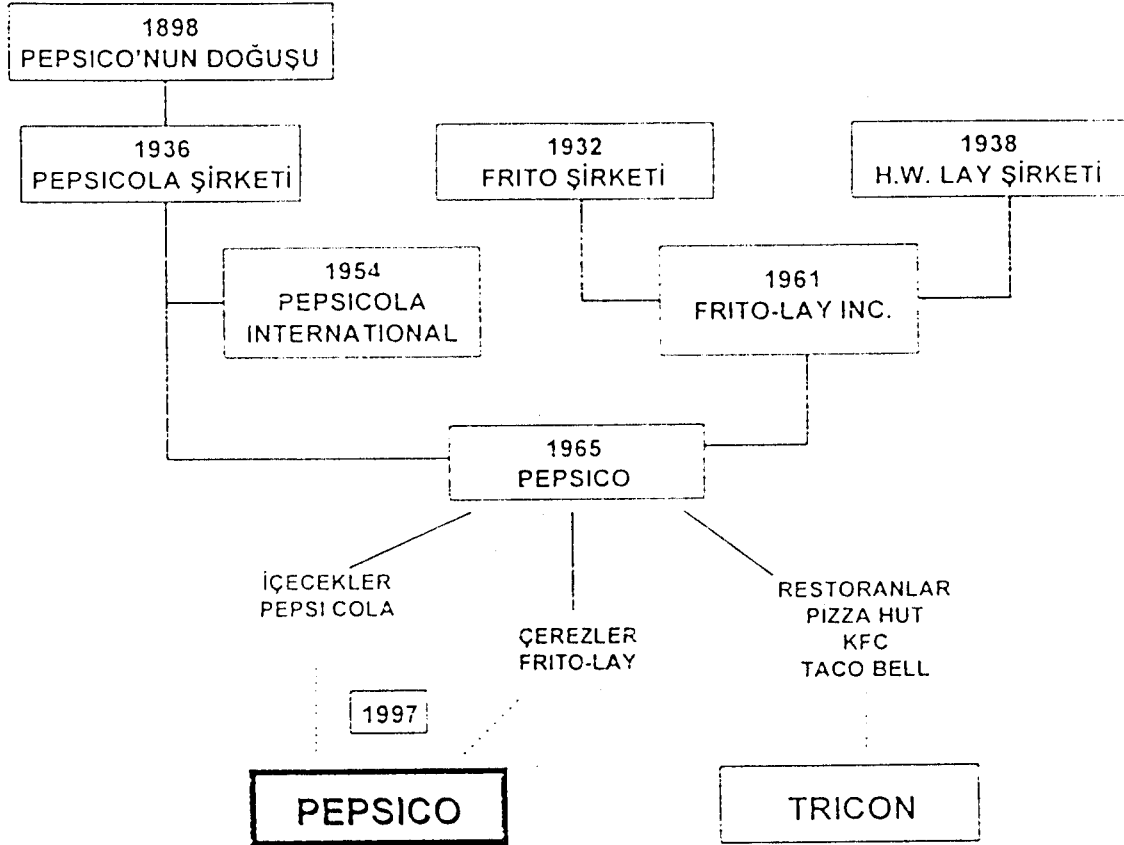 1898
PEPSICO'NUN DOĞUŞU
1936
PEPSICOLA ŞİRKETİ
1932
FRITO ŞİRKETİ
1938
H.W. LAY ŞİRKETİ
1954
PEPSICOLA
INTERNATIONAL
1961
FRITO-LAY INC.
1965
PEPSICO
İÇECEKLER
PEPSI COLA
ÇEREZLER
FRITO-LAY
RESTORANLAR
PIZZA HUT
KFC
TACO BELL
1997
PEPSICO
TRICON